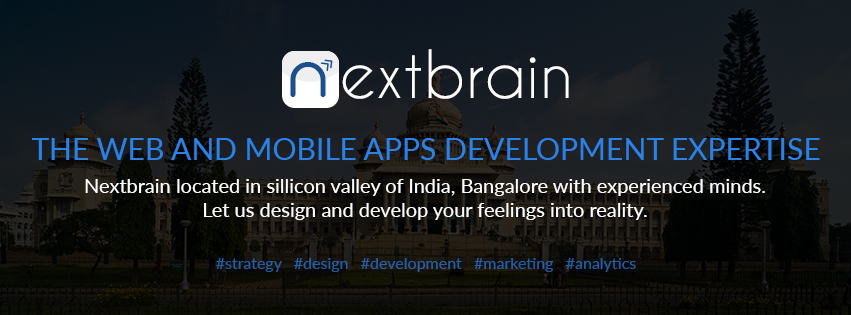 nextbrain
THE WEB AND MOBILE APPS DEVELOPMENT EXPERTISE
Nextbrain located in sillicon valley of India, Bangalore with experienced minds.
Let us design and develop your feelings into reality.
#strategy #design #development #marketing #analytics